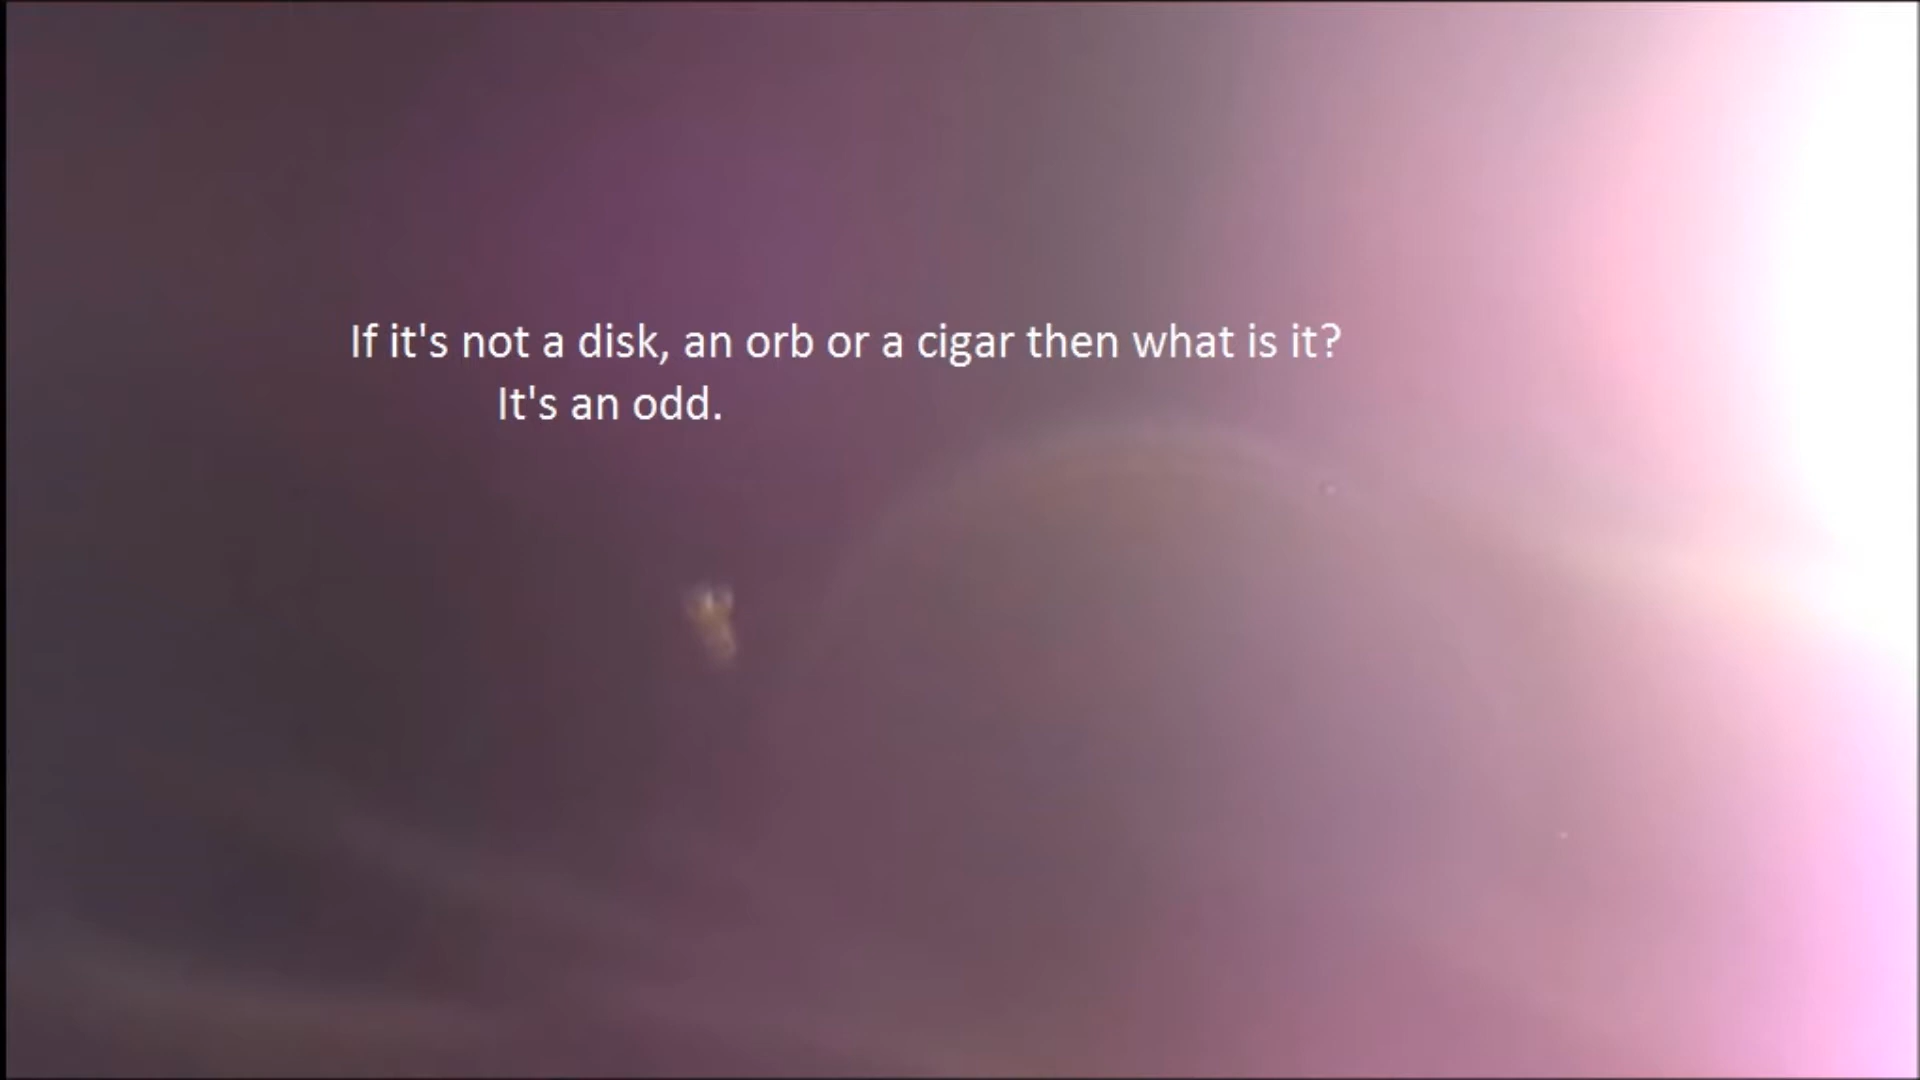 If it's not a disk, an orb or a cigar then what is it?
It's an odd.